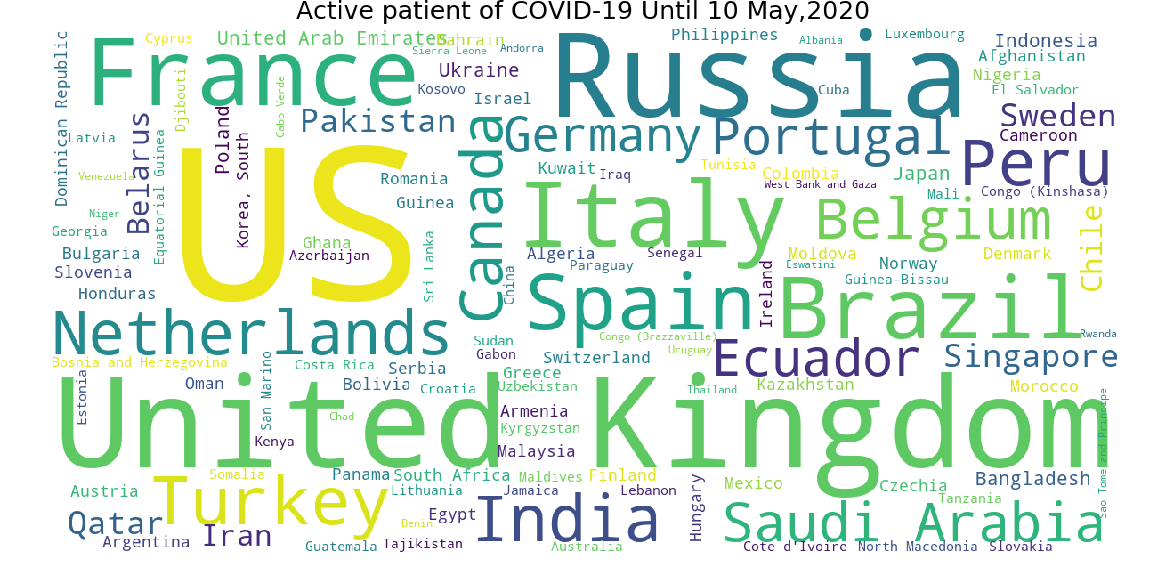 Active patient of COVID-19 Until 10 May,2020
Dominican Republic
France
Cyprus
United Arab Emirates
Bahrain
Sierra Leone
Andorra
Russia
Philippines
Albania
Luxembourg
Indonesia
Afghanistan
Nigeria
El Salvador
Ukraine
Kosovo
Israel
Cuba
Djibouti
Cabo Verde
Poland
Pakistan
Sweden
Cameroon
Latvia
Belarus
Equatorial Guinea
Korea, South
US
Canada
Germany
Portugal
Peru
Venezuela
Niger
Georgia
Romania
Guinea
Kuwait
Iraq
Tunisia
Colombia
West Bank and Gaza
Japan
Mali
Congo (Kinshasa)
Italy
Belgium
Chile
Bulgaria
Slovenia
Honduras
Ghana
Azerbaijan
Sri Lanka
China
Algeria
Paraguay
Senegal
Ireland
Moldova
Eswatini
Norway
Guinea-Bissau
Denmark
Spain
Brazil
Rwanda
Netherlands
Sudan
Gabon
Congo (Brazzaville)
Uruguay
Switzerland
Ecuador
Singapore
Bosnia and Herzegovina
San Marino
Costa Rica
Serbia
Greece
Estonia
Oman
Bolivia
Croatia
Uzbekistan
Thailand
Kazakhstan
Morocco
Sao Tome and Principe
United Kingdom
Chad
Kenya
Armenia
Kyrgyzstan
Malaysia
Somalia
Panama
South Africa
Maldives
Finland
Austria
Turkey
Lithuania
Jamaica
Lebanon
Hungary
Mexico
Czechia
Bangladesh
Tanzania
Qatar
Argentina
Iran
Benin
Egypt
India
Saudi Arabia
Guatemala
Tajikistan
Australia
Cote d'Ivoire
North Macedonia
Slovakia